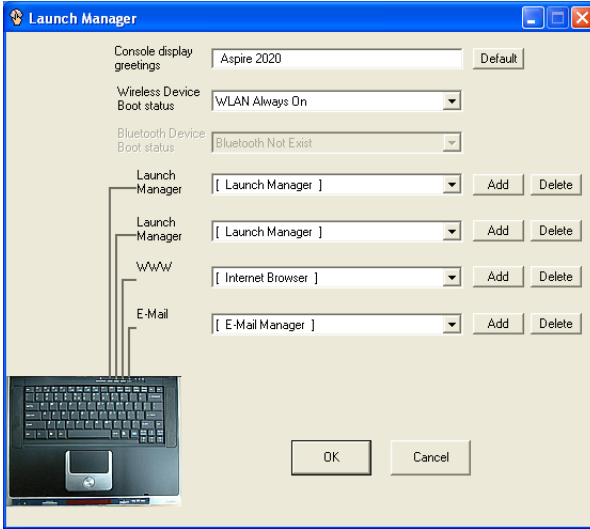 Launch Manager
Console display
greetings
Aspire 2020
Default
Wireless Device
Boot status
WLAN Always On
Bluetooth Device
Boot status
Bluetooth Not Exist
Launch
Manager
[ Launch Manager ]
Add
Delete
Launch
Manager
[ Launch Manager ]
Add
Delete
WWW
[ Internet Browser ]
Add
Delete
E-Mail
[ E-Mail Manager ]
Add
Delete
OK
Cancel